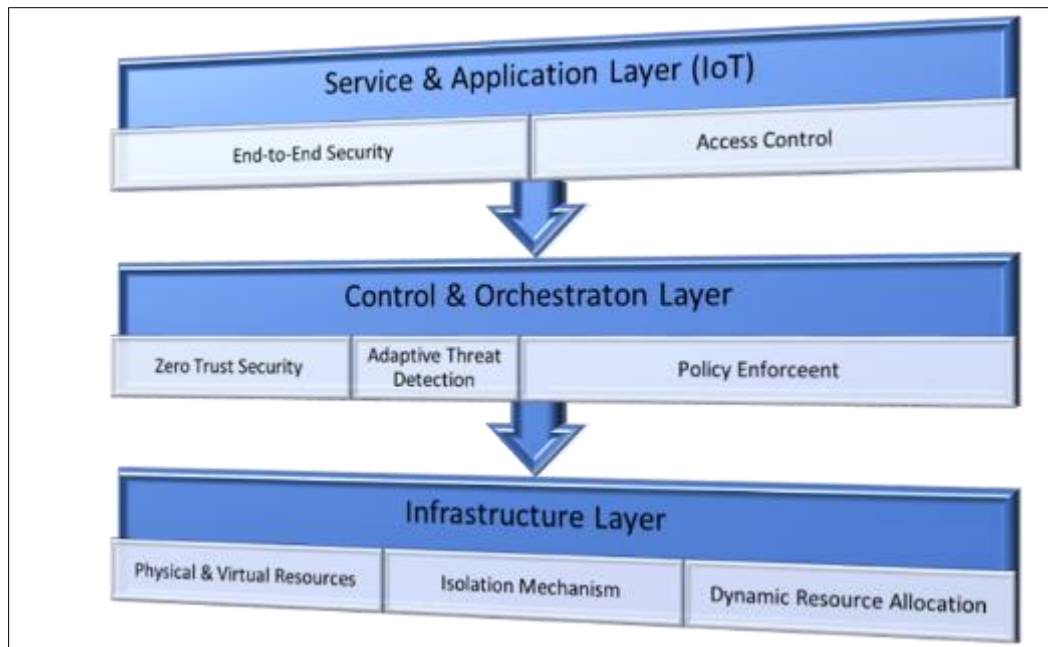 Service & Application Layer (IoT)
End-to-End Security
Access Control
Control & Orchestraton Layer
Zero Trust Security
Adaptive Threat
Detection
Policy Enforceent
Infrastructure Layer
Physical & Virtual Resources
Isolation Mechanism
Dynamic Resource Allocation